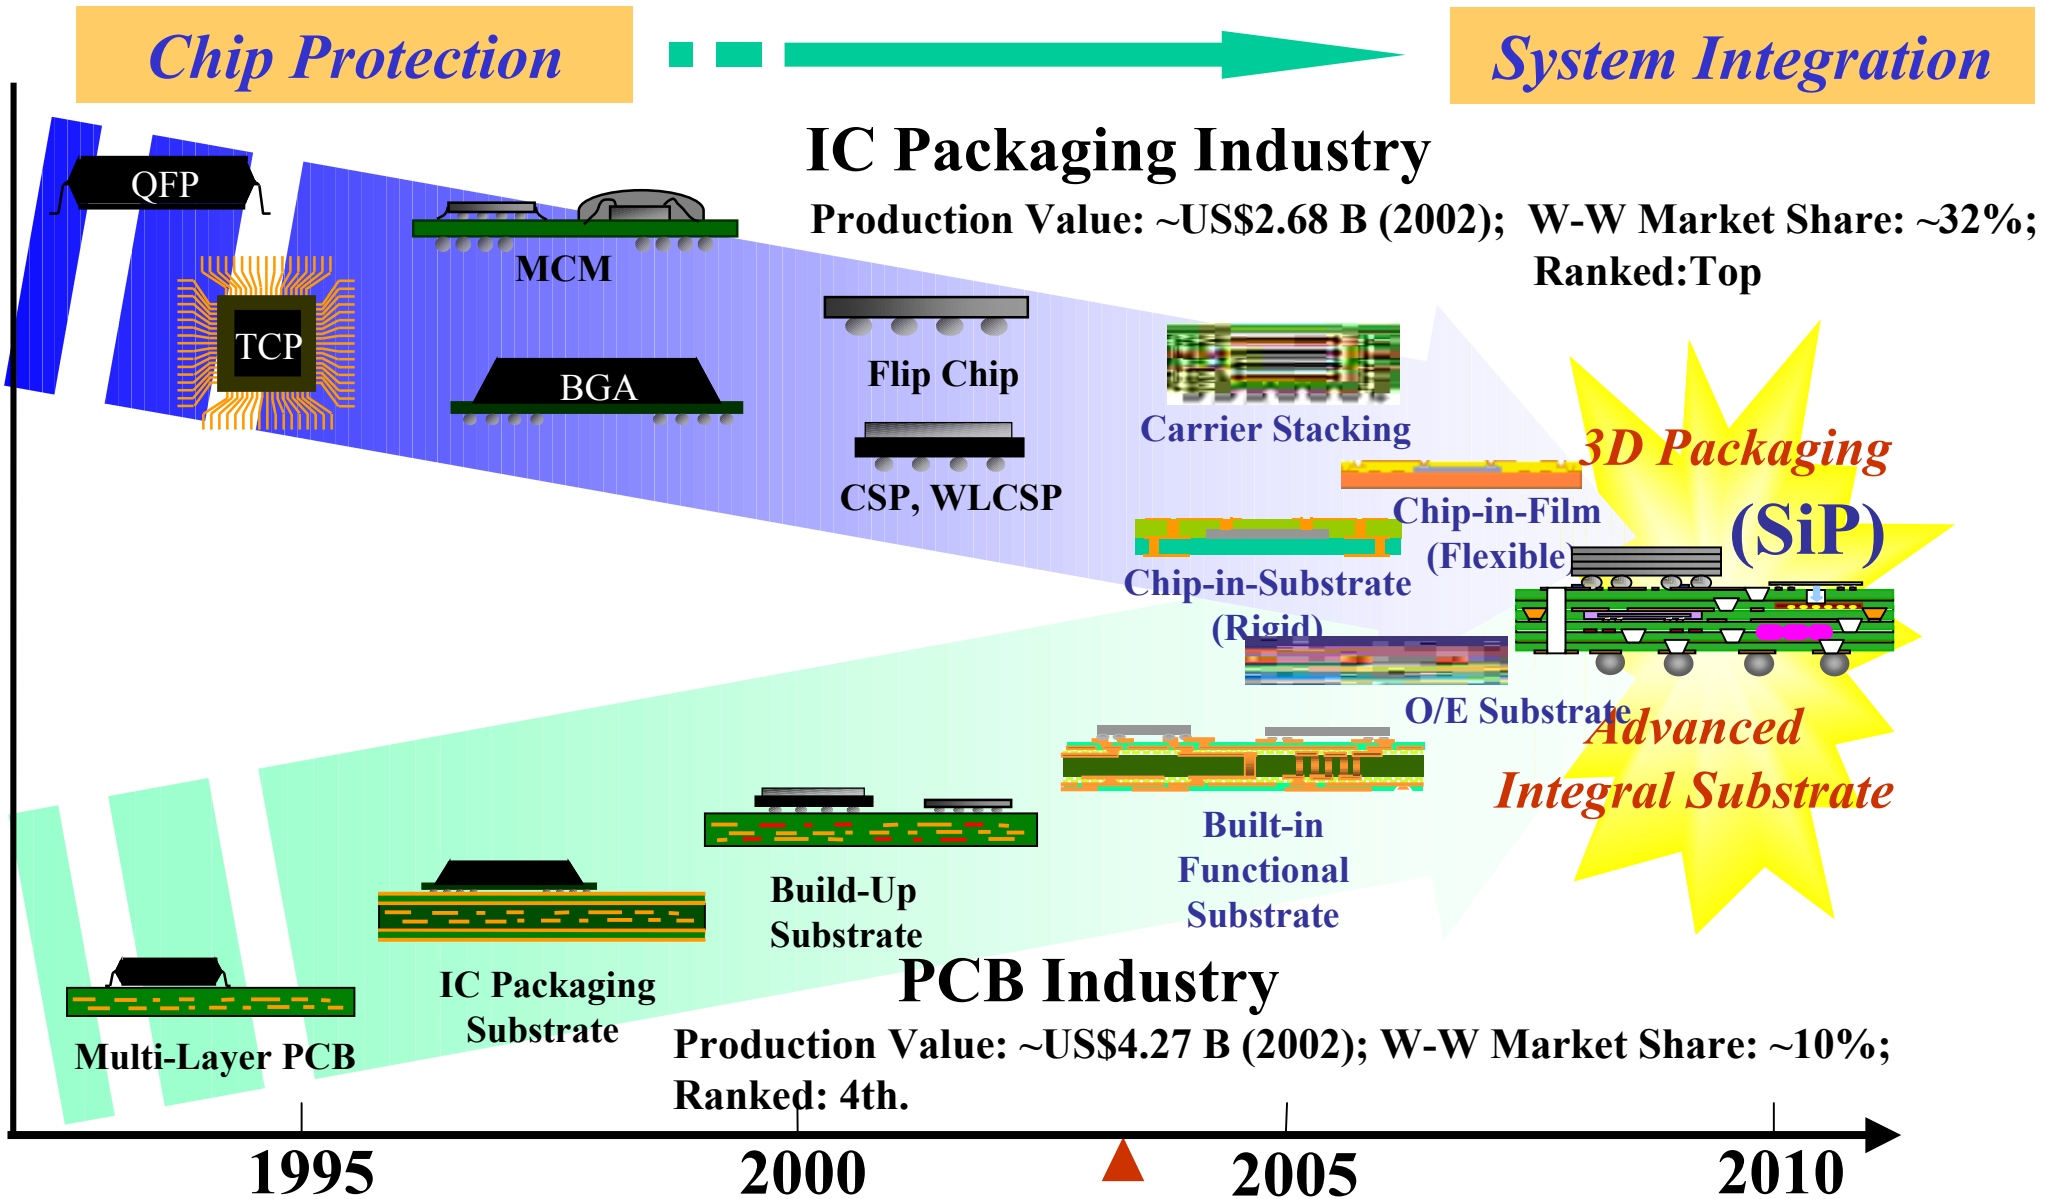 Chip Protection
System Integration
IC Packaging Industry
Production Value: ~US$2.68 B (2002);  W-W Market Share: ~32%;
Ranked:Top
QFP
MCM
TCP
BGA
Flip Chip
CSP, WLCSP
Carrier Stacking
3D Packaging
(SiP)
Chip-in-Film
(Flexible)
Chip-in-Substrate
(Rigid)
O/E Substrate
Advanced
Integral Substrate
Built-in
Functional
Substrate
Build-Up
Substrate
IC Packaging
Substrate
Multi-Layer PCB
PCB Industry
Production Value: ~US$4.27 B (2002); W-W Market Share: ~10%;
Ranked: 4th.
1995
2000
2005
2010